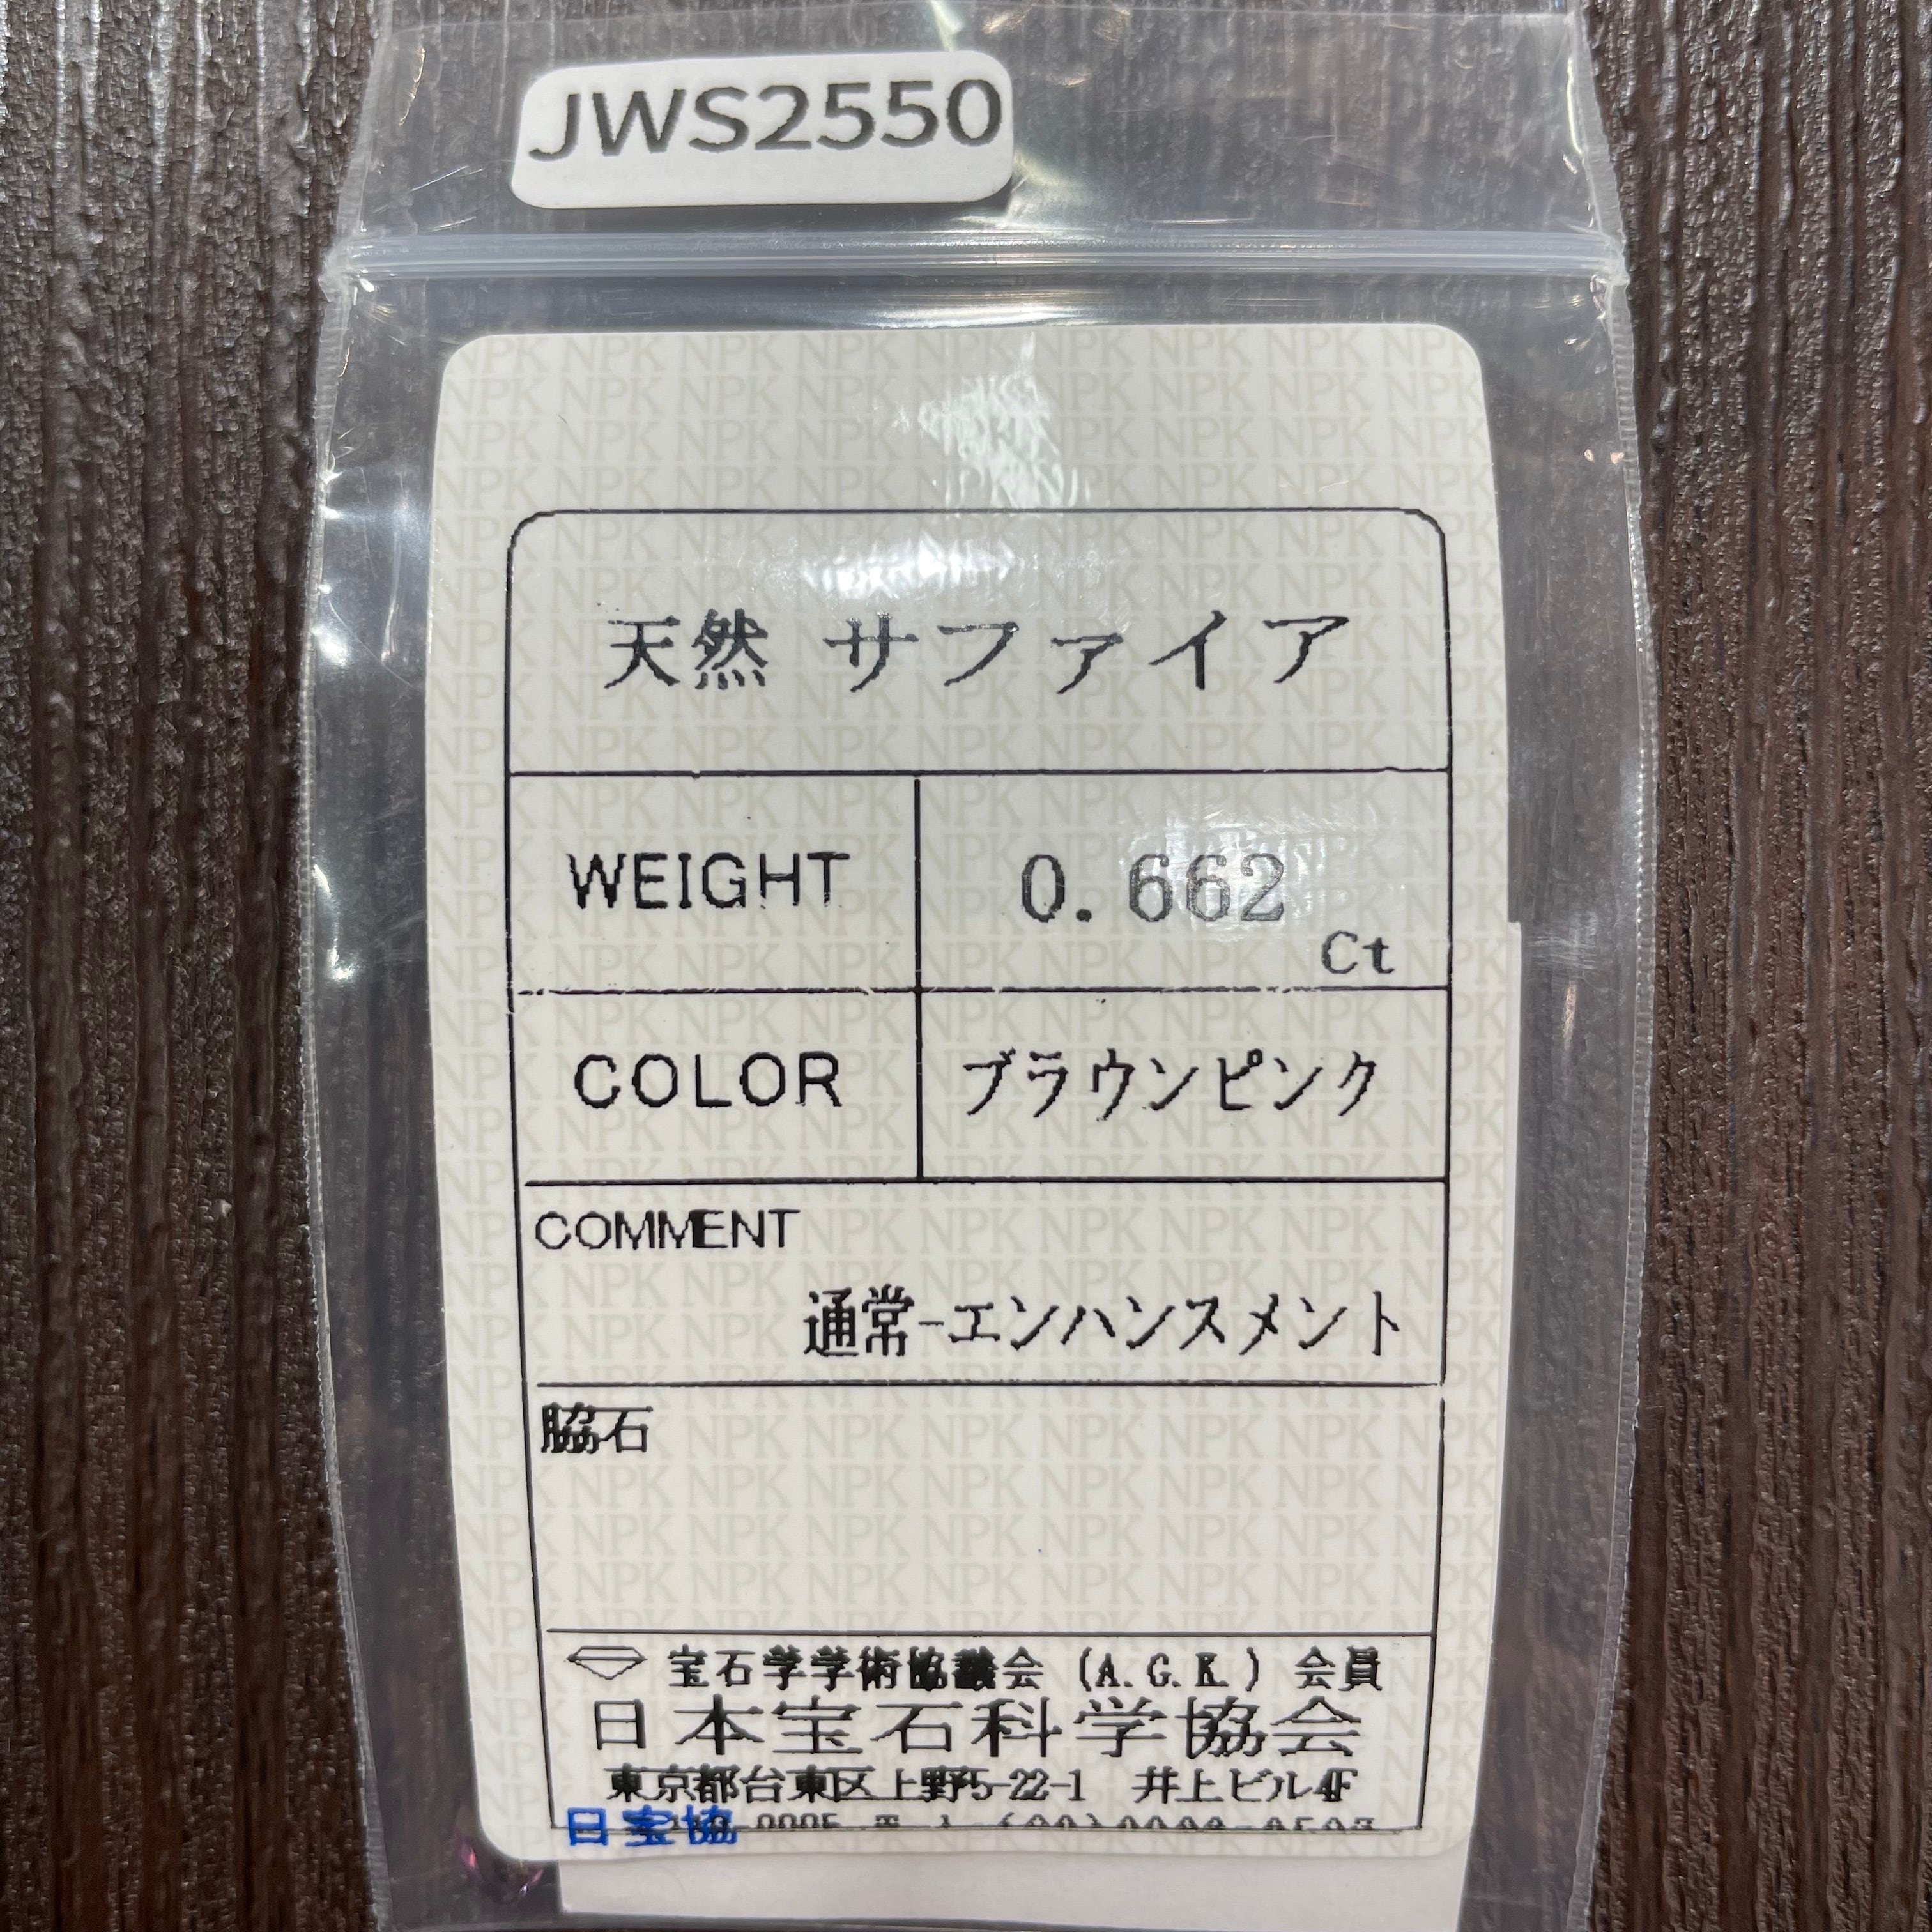 JWS2550
天然 サファイア
WEIGHT 0.662 Ct
COLOR ブラウンピンク
COMMENT
通常-エンハンスメント
脇石
宝石学学術協議会 (A.G.K.) 会員
日本宝石科学協会
東京都台東区上野5-22-1 井上ビル4F
日宝協